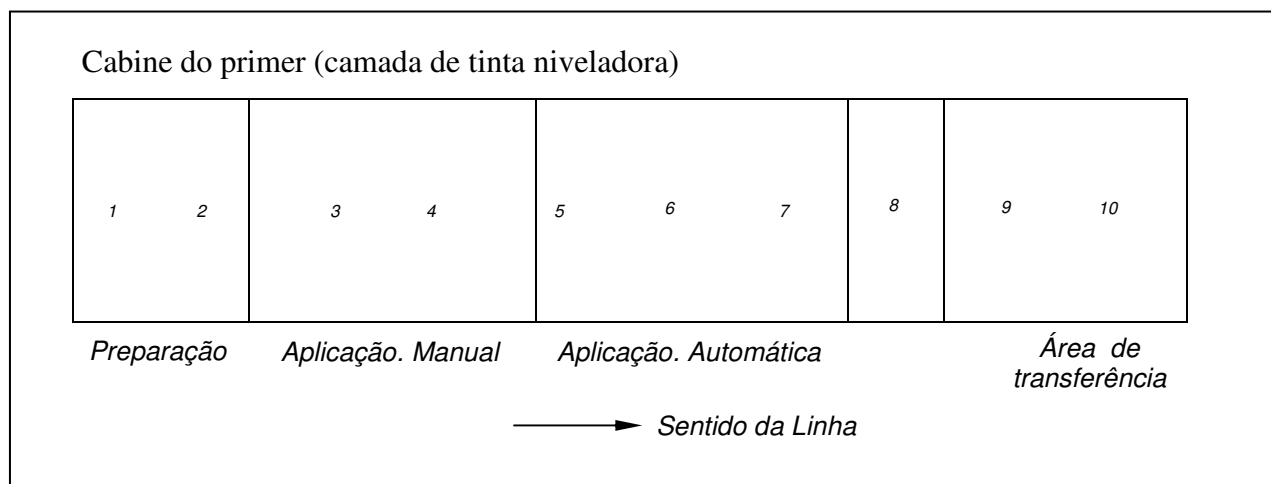 Cabine do primer (camada de tinta niveladora)
1 2 3 4 5 6 7 8 9 10
Preparação Aplicação. Manual Aplicação. Automática Área de
transferência
Sentido da Linha